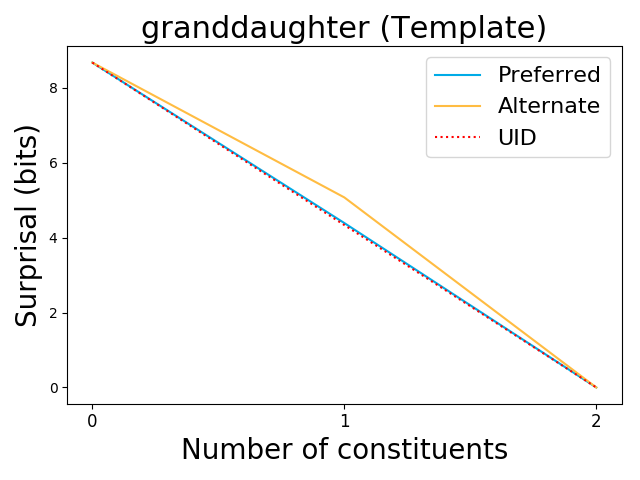 granddaughter (Template)
Preferred
Alternate
UID
Surprisal (bits)
8
6
4
2
0
0 1 2
Number of constituents